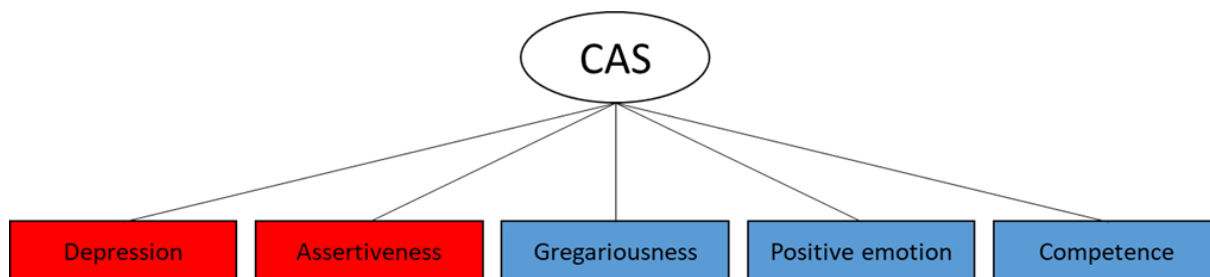 CAS
Depression
Assertiveness
Gregariousness
Positive emotion
Competence